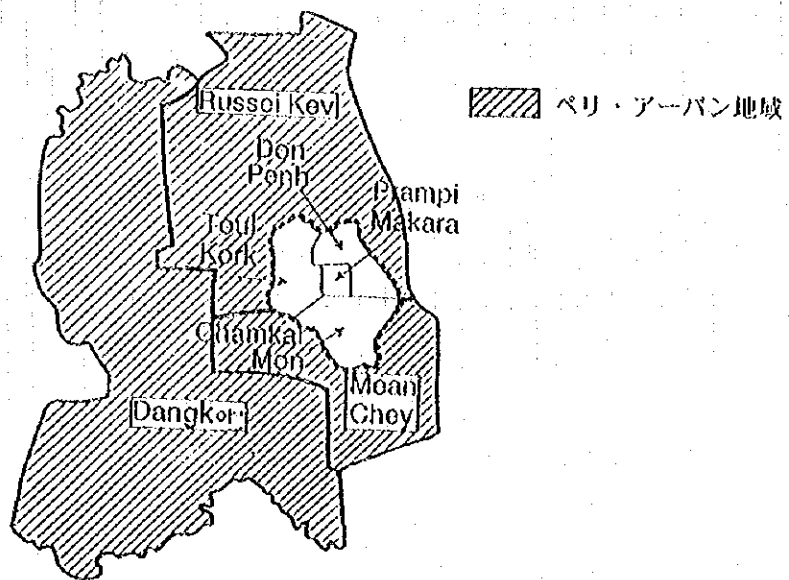 Russei Kev
ペリ・アーバン地域
Don
Penh
Prampi
Makara
Toul
Kork
Chamkar
Mon
Moan
Chey
Dangkor